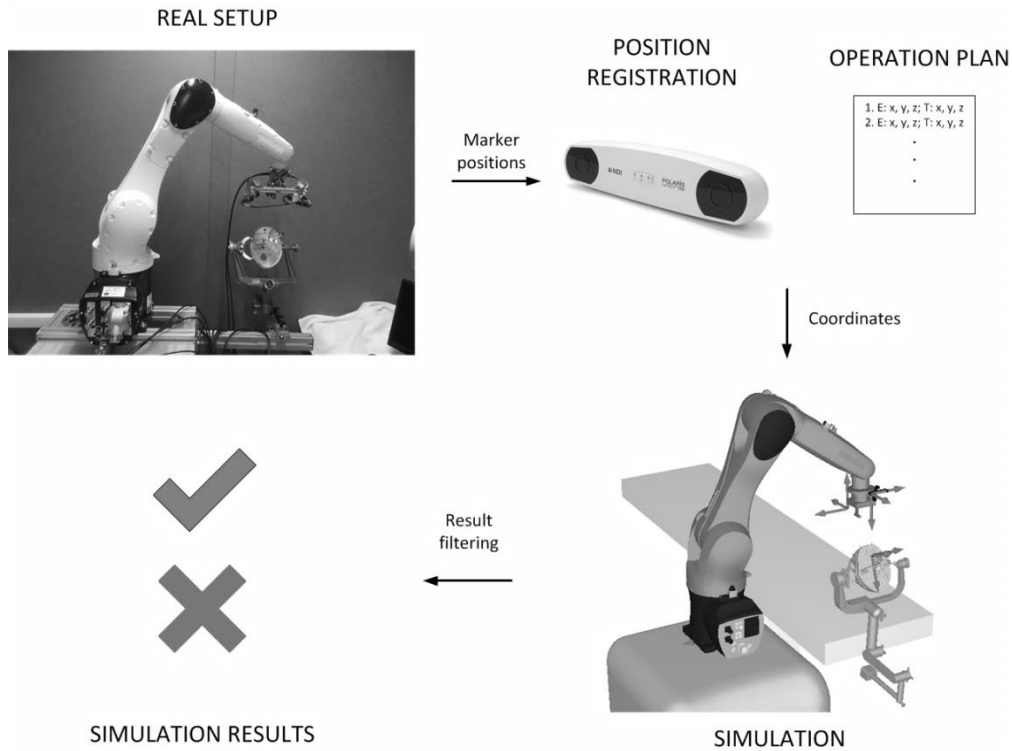 REAL SETUP
POSITION
REGISTRATION
OPERATION PLAN
1. E: x, y, z; T: x, y, z
2. E: x, y, z; T: x, y, z
Marker
positions
NDI
POLARIS
Coordinates
Result
filtering
SIMULATION RESULTS
SIMULATION